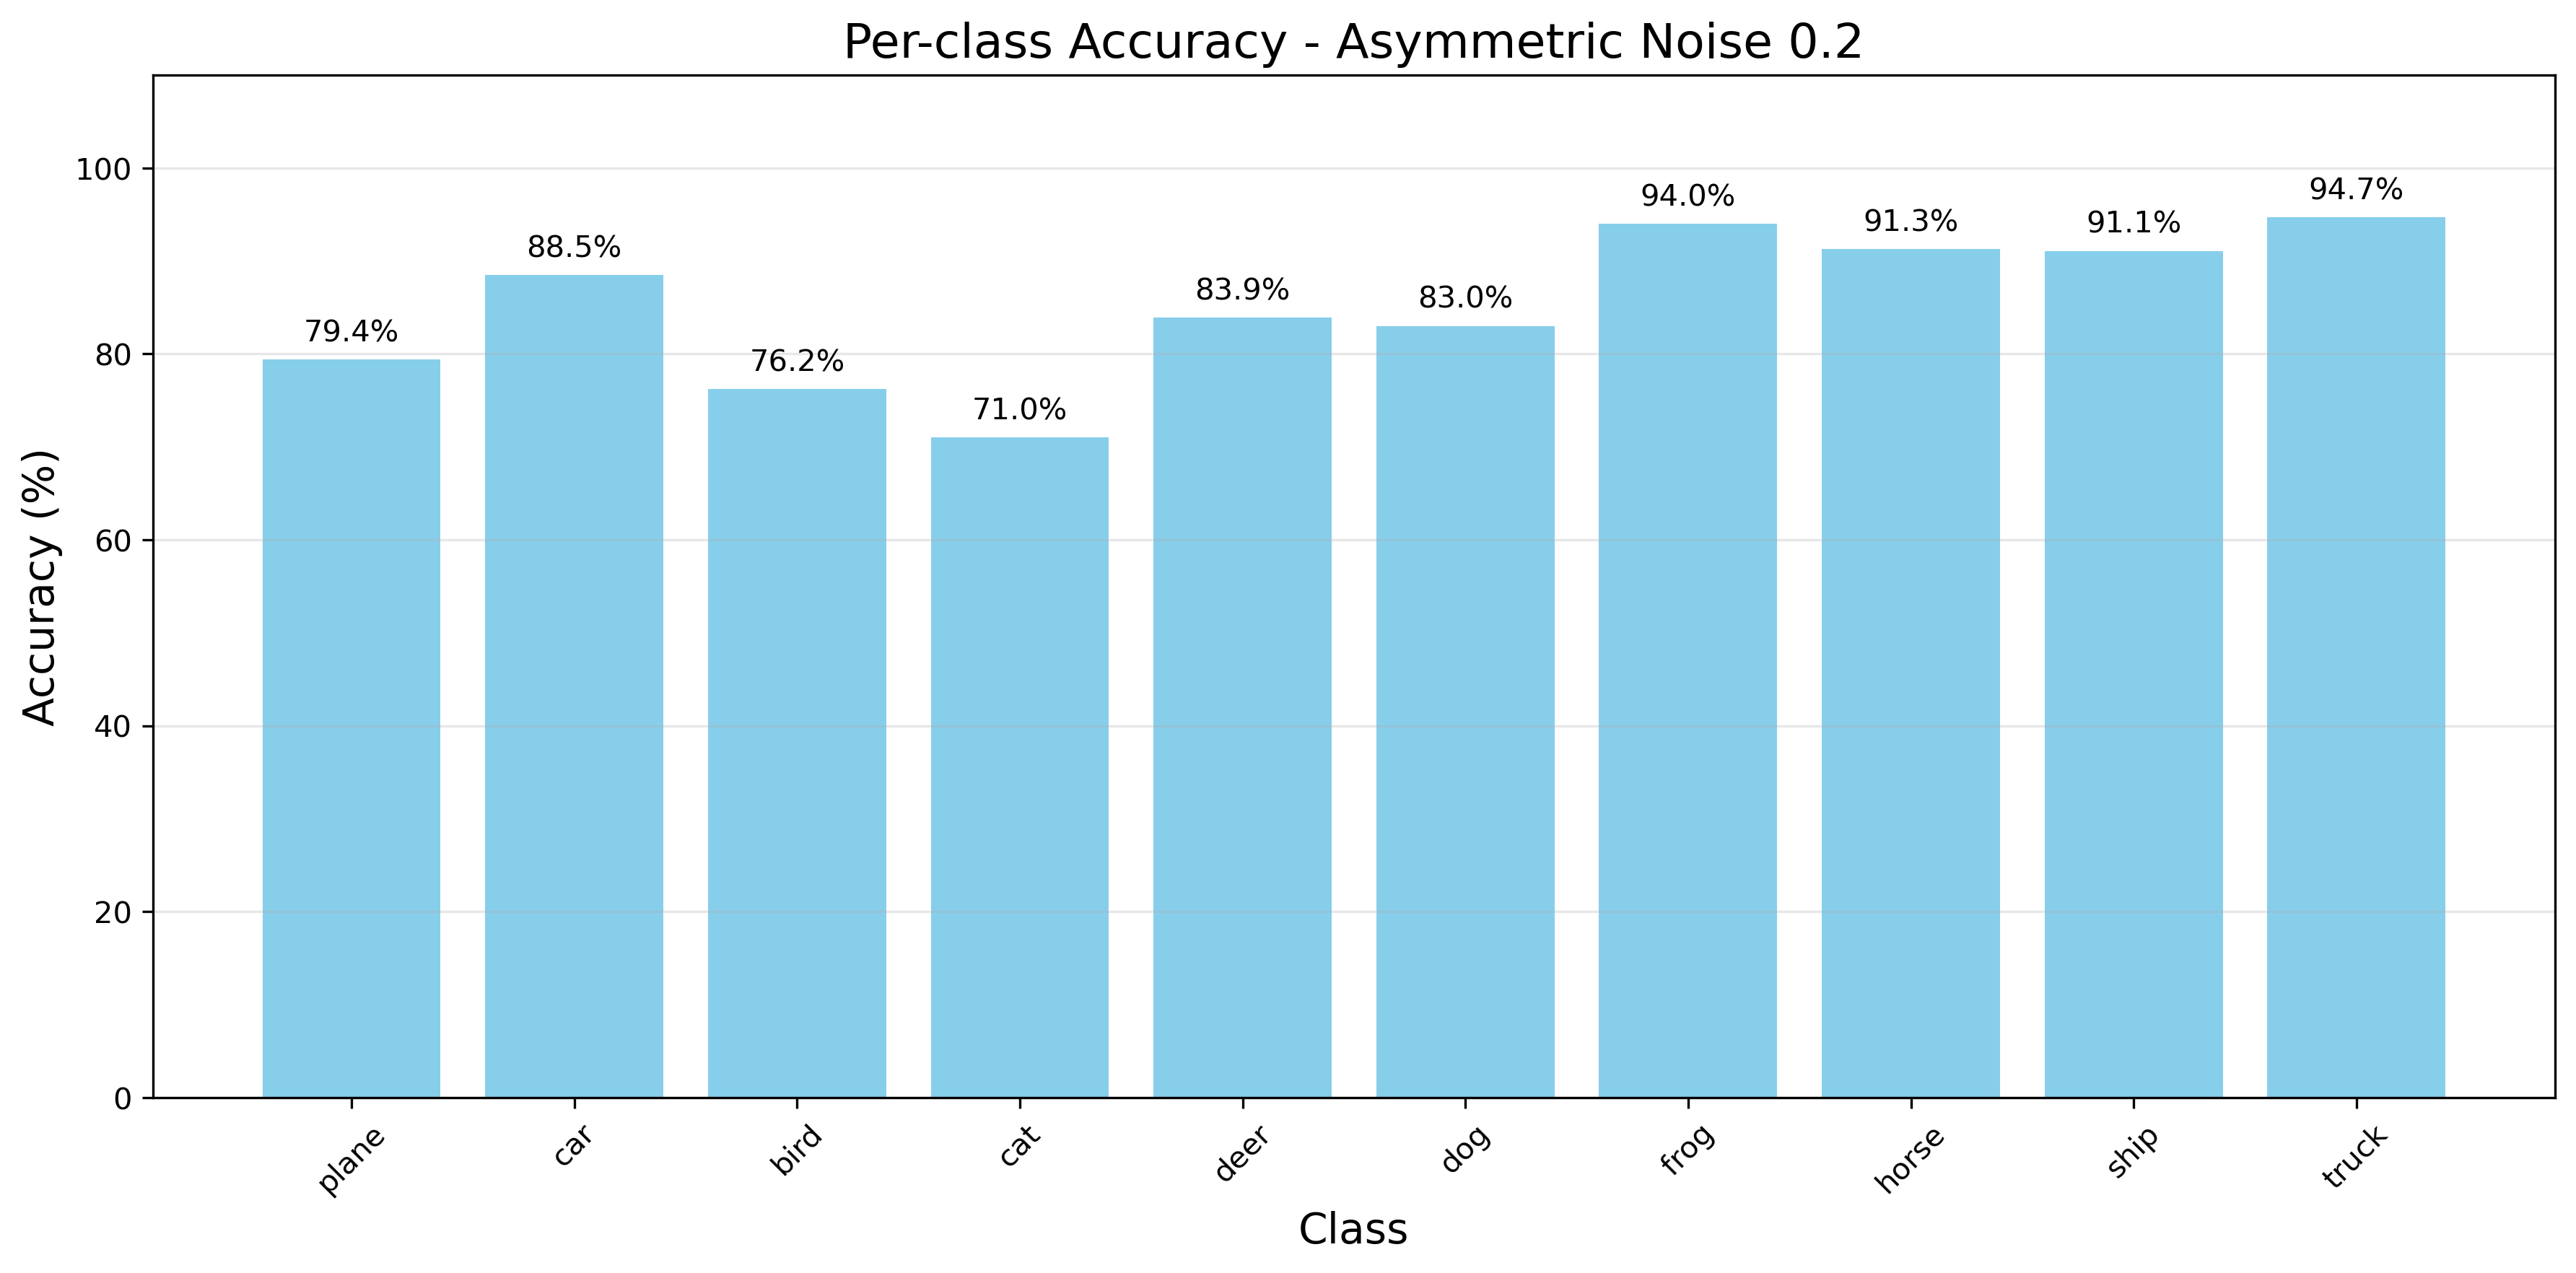 Per-class Accuracy - Asymmetric Noise 0.2
Accuracy (%)
100
80
60
40
20
0
79.4%
88.5%
76.2%
71.0%
83.9%
83.0%
94.0%
91.3%
91.1%
94.7%
plane
car
bird
cat
deer
dog
frog
horse
ship
truck
Class